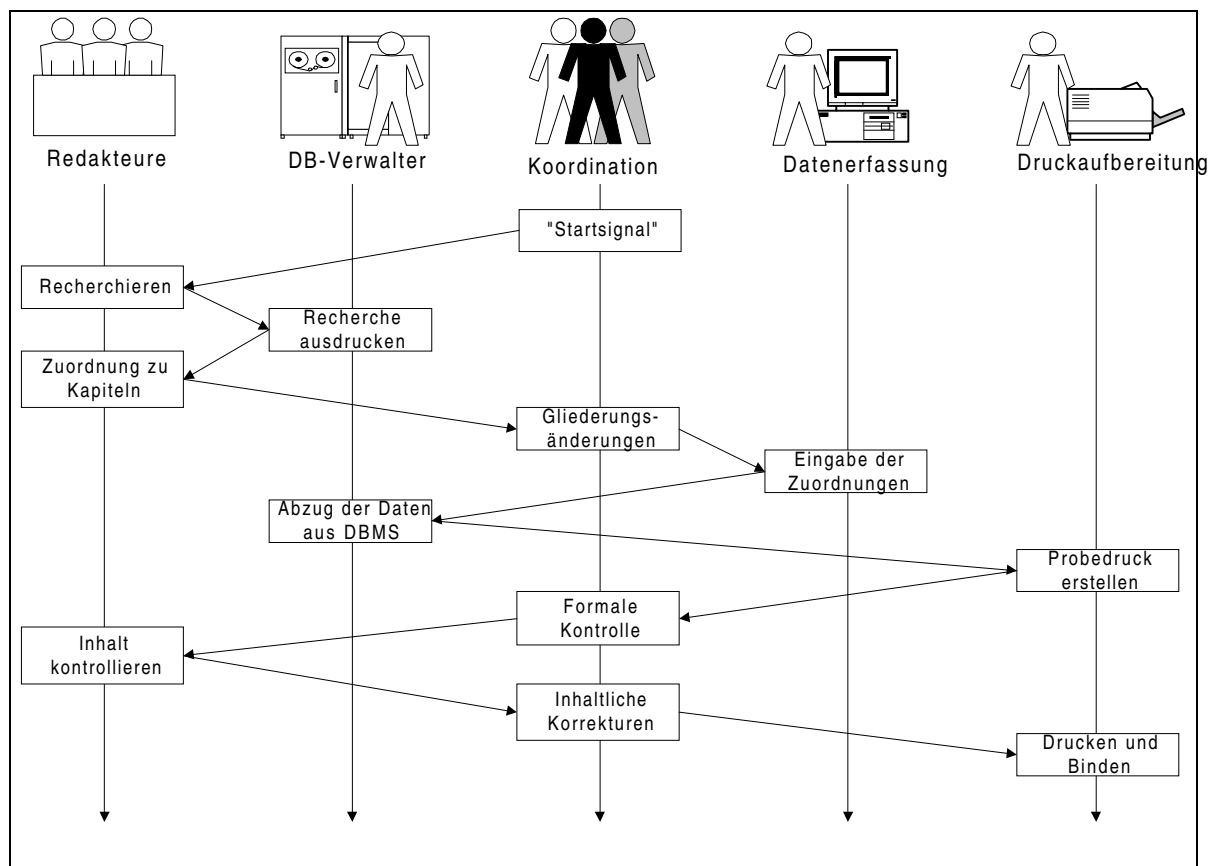 Redakteure
DB-Verwalter
Koordination
Datenerfassung
Druckaufbereitung
"Startsignal"
Recherchieren
Recherche
ausdrucken
Zuordnung zu
Kapiteln
Gliederungs-
änderungen
Eingabe der
Zuordnungen
Abzug der Daten
aus DBMS
Probedruck
erstellen
Formale
Kontrolle
Inhalt
kontrollieren
Inhaltliche
Korrekturen
Drucken und
Binden